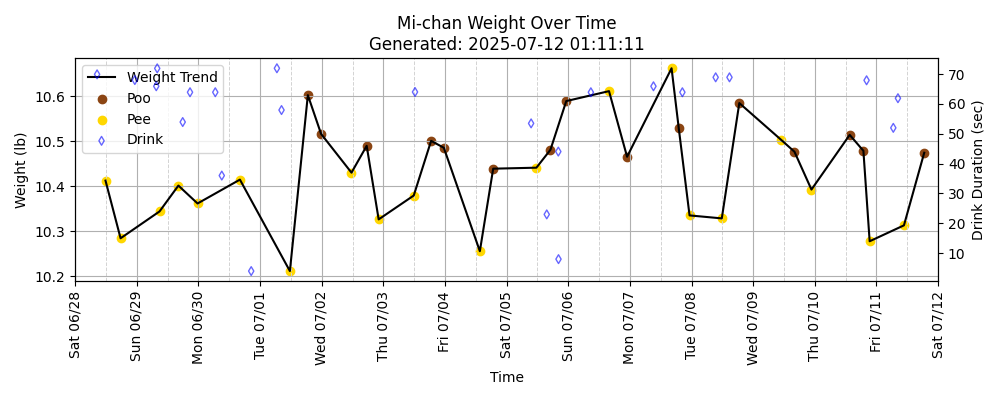 Mi-chan Weight Over Time
Generated: 2025-07-12 01:11:11
Weight Trend
Poo
Pee
Drink
Weight (lb)
10.6
10.5
10.4
10.3
10.2
70
60
50
40
30
20
10
Drink Duration (sec)
Sat 06/28
Sun 06/29
Mon 06/30
Tue 07/01
Wed 07/02
Thu 07/03
Fri 07/04
Sat 07/05
Sun 07/06
Mon 07/07
Tue 07/08
Wed 07/09
Thu 07/10
Fri 07/11
Sat 07/12
Time